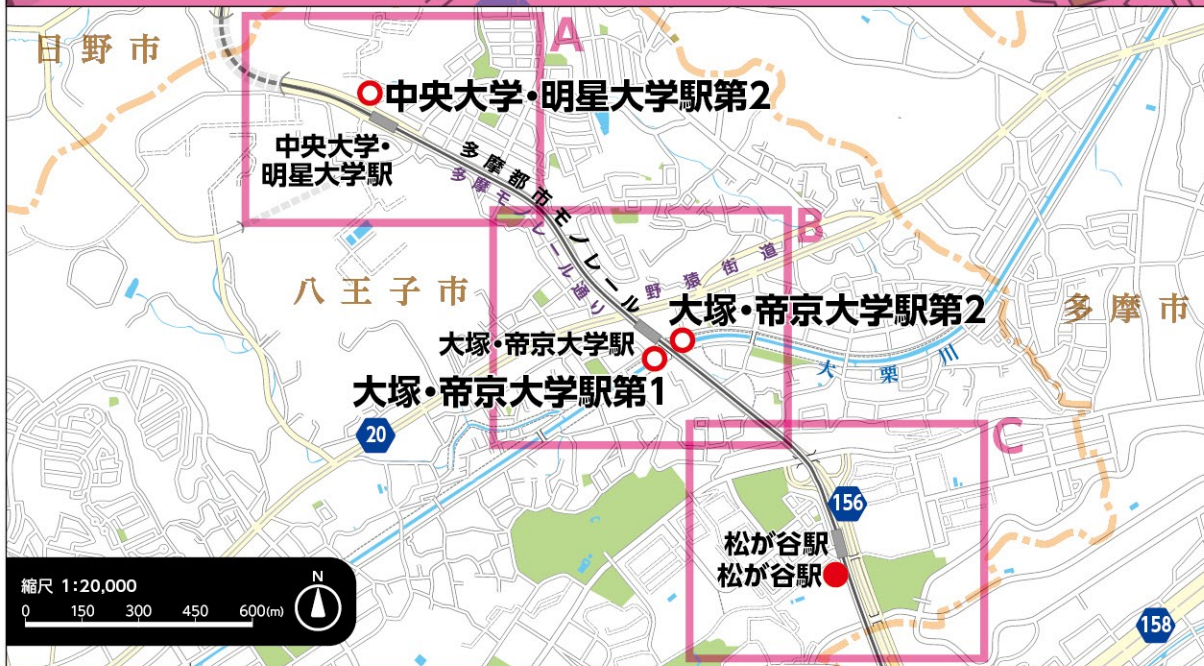 日野市
A
中央大学・明星大学駅第2
中央大学・
明星大学駅
多摩都市モノレール
多摩モノレール通り
B
野猿街道
八王子市
多摩市
大塚・帝京大学駅第2
大塚・帝京大学駅
大塚・帝京大学駅第1
大栗川
20
C
156
松が谷駅
松が谷駅
158
縮尺 1:20,000
0 150 300 450 600(m)
N